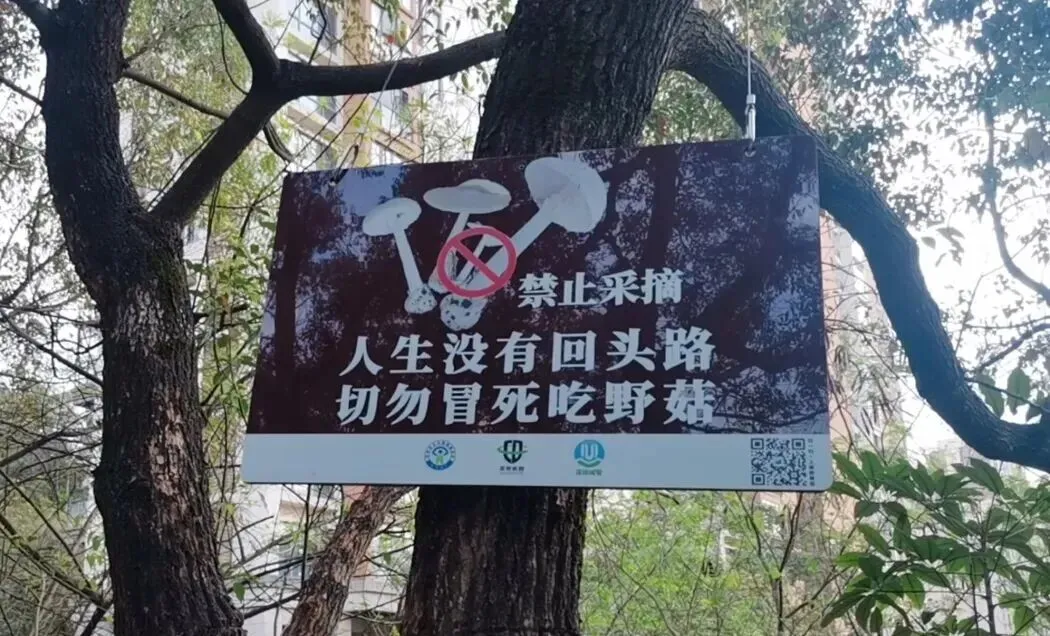 禁止采摘
人生没有回头路
切勿冒死吃野菇